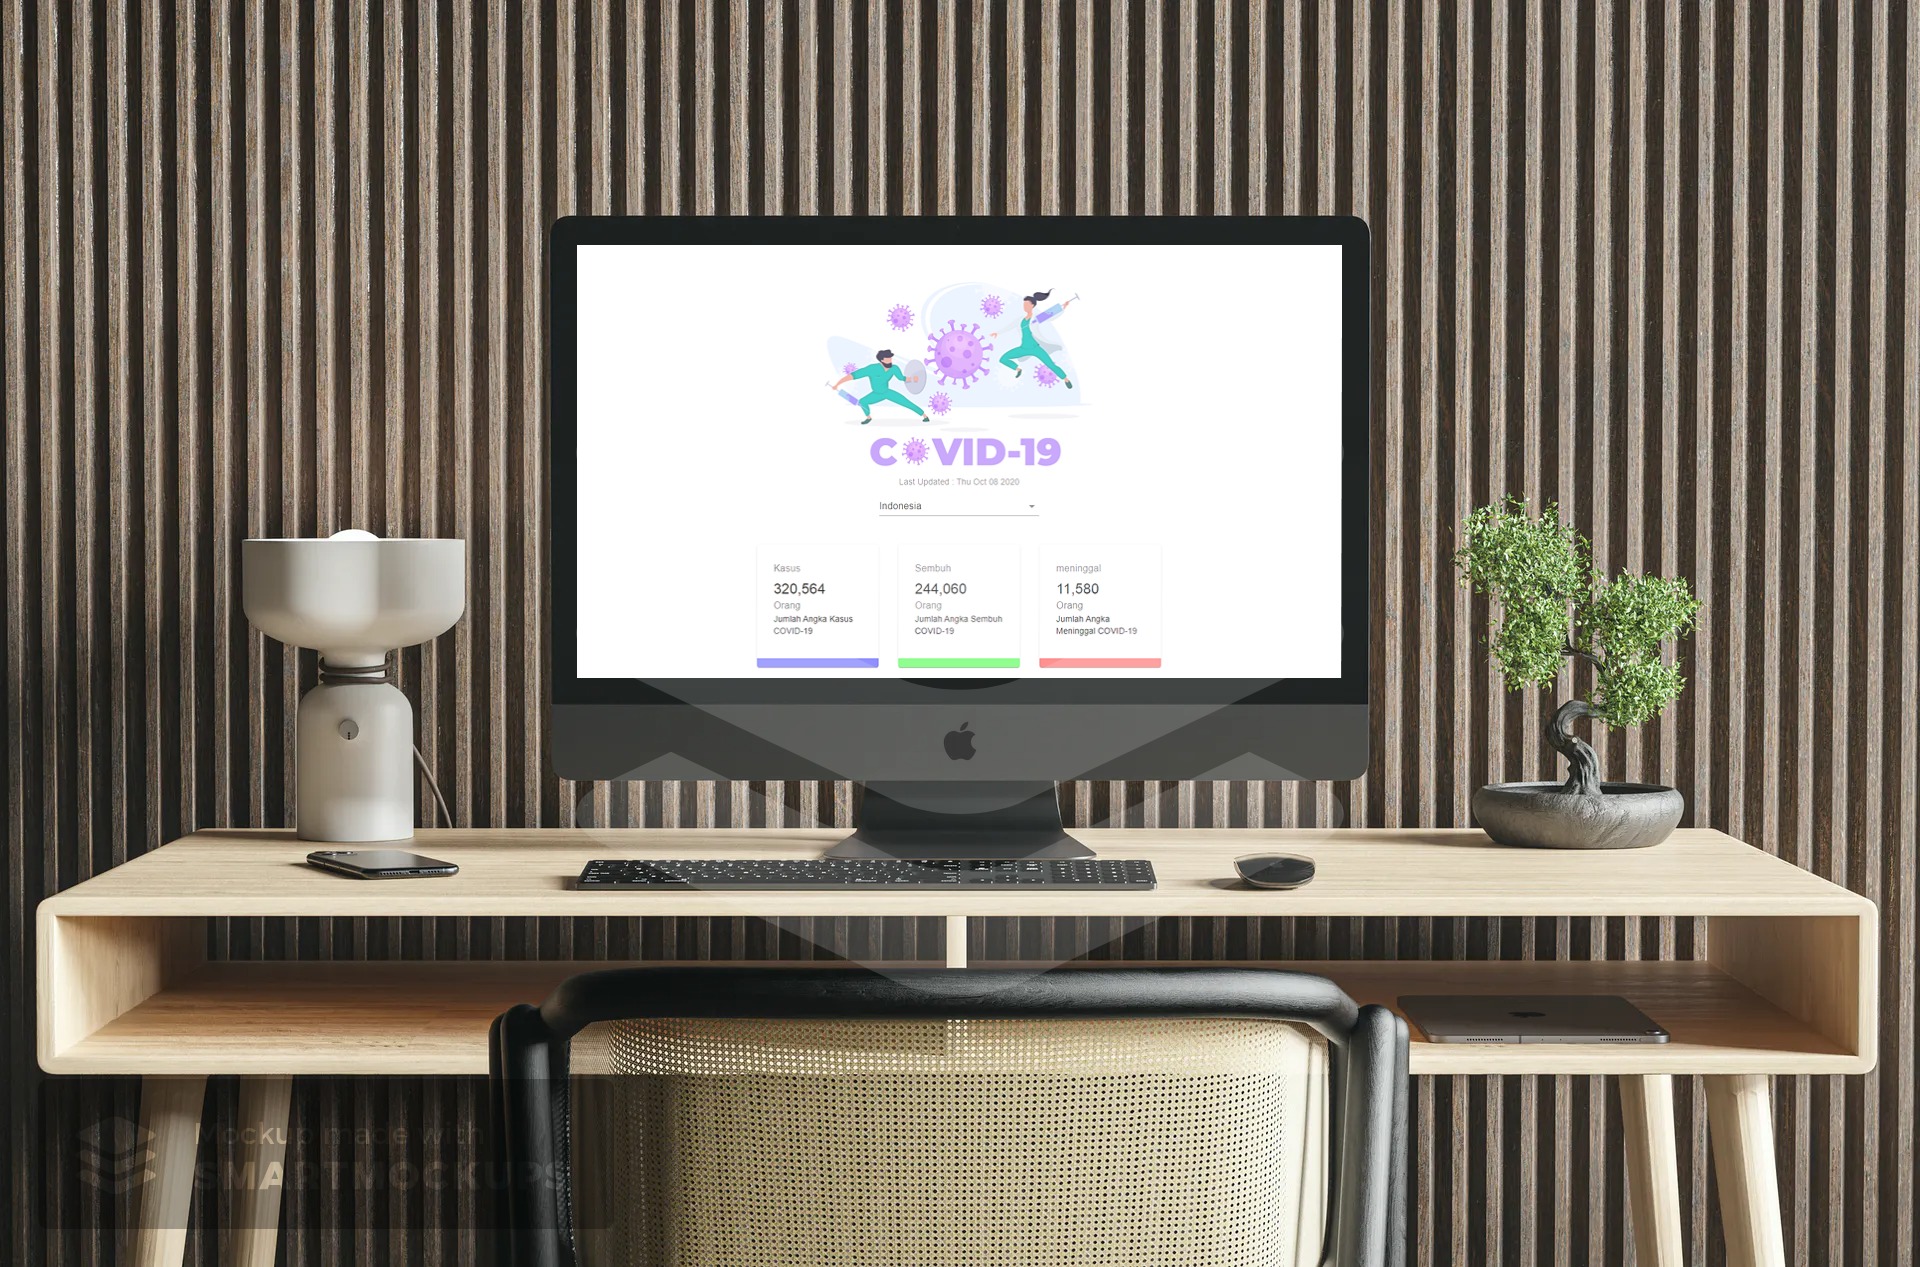 COVID-19
Last Updated : Thu Oct 08 2020
Indonesia
Kasus
320,564
Orang
Jumlah Angka Kasus
COVID-19
Sembuh
244,060
Orang
Jumlah Angka Sembuh
COVID-19
meninggal
11,580
Orang
Jumlah Angka
Meninggal COVID-19
Mockup made with
SMARTMOCKUPS